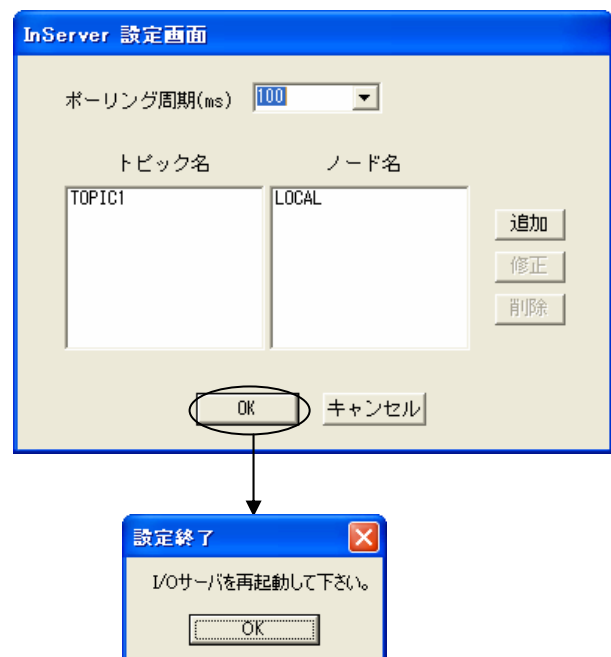 InServer 設定画面
ポーリング周期(ms) 100
トピック名 ノード名
TOPIC1 LOCAL
追加
修正
削除
OK キャンセル
設定終了
I/Oサーバを再起動して下さい。
OK